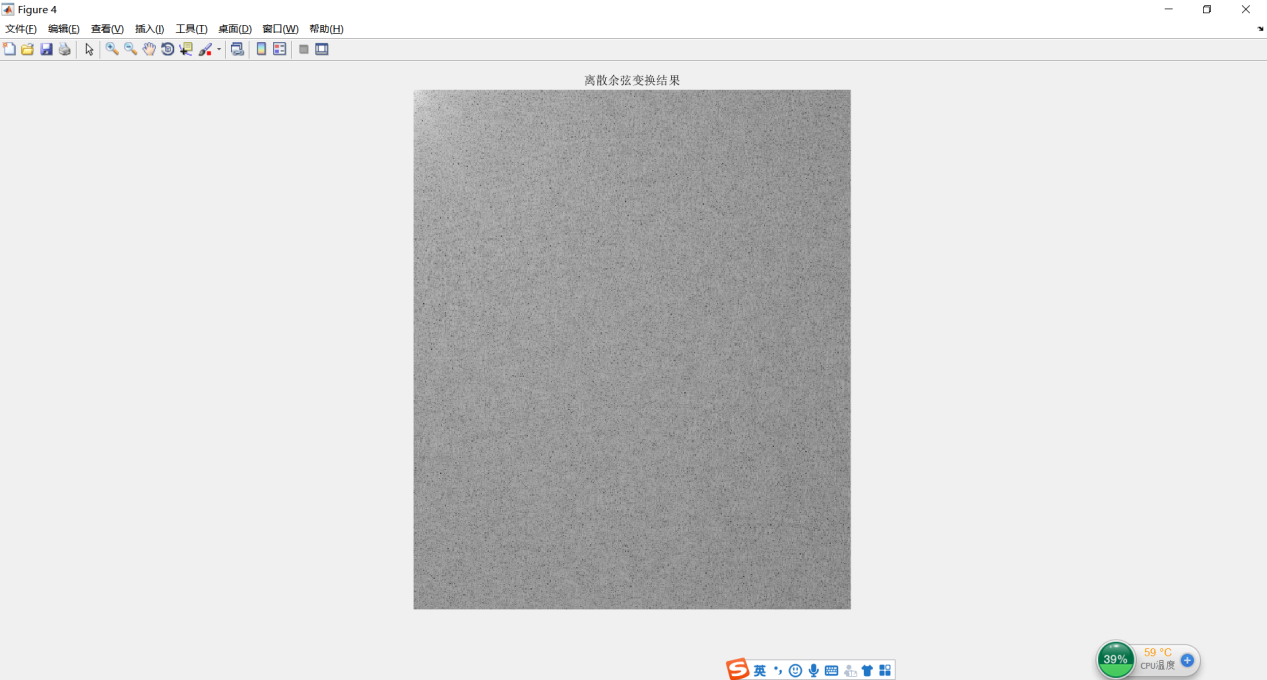 Figure 4
文件(F) 编辑(E) 查看(V) 插入(I) 工具(T) 桌面(D) 窗口(W) 帮助(H)
离散余弦变换结果
英
39%
59 °C
CPU温度